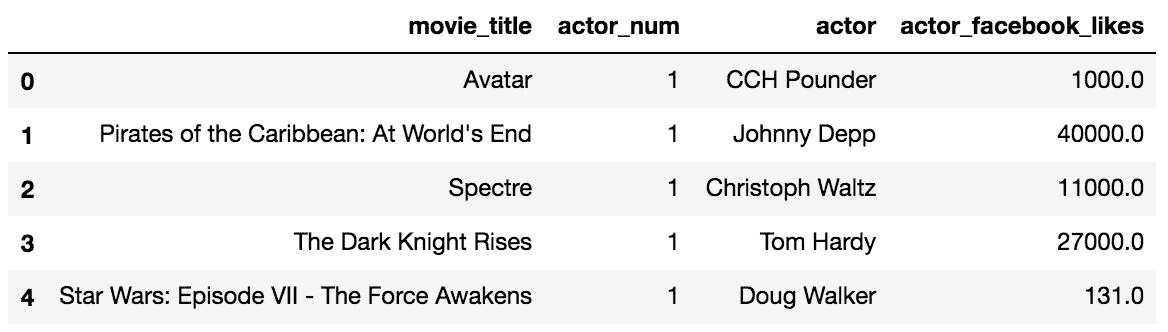 movie_title actor_num actor actor_facebook_likes
0 Avatar 1 CCH Pounder 1000.0
1 Pirates of the Caribbean: At World's End 1 Johnny Depp 40000.0
2 Spectre 1 Christoph Waltz 11000.0
3 The Dark Knight Rises 1 Tom Hardy 27000.0
4 Star Wars: Episode VII - The Force Awakens 1 Doug Walker 131.0